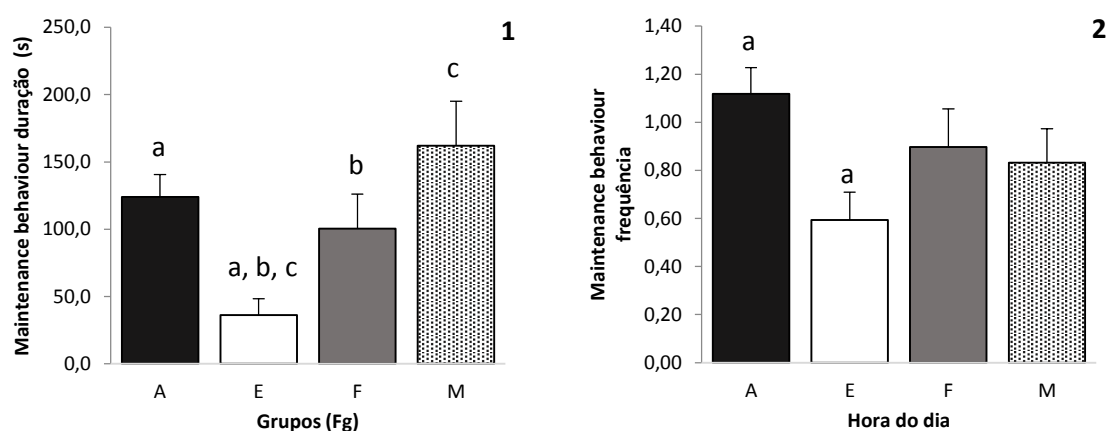 1
Maintenance behaviour duração (s)
250,0
200,0
150,0
100,0
50,0
0,0
a
a, b, c
b
c
A E F M
Grupos (Fg)
2
Maintenance behaviour
frequência
1,40
1,20
1,00
0,80
0,60
0,40
0,20
0,00
a
a
A E F M
Hora do dia